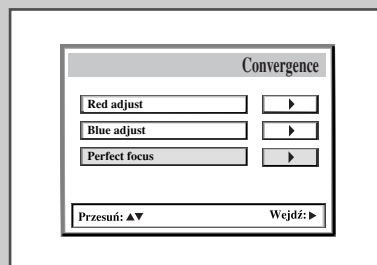 Convergence
Red adjust
Blue adjust
Perfect focus
Przesuń: ▲▼ Wejdź: ▶